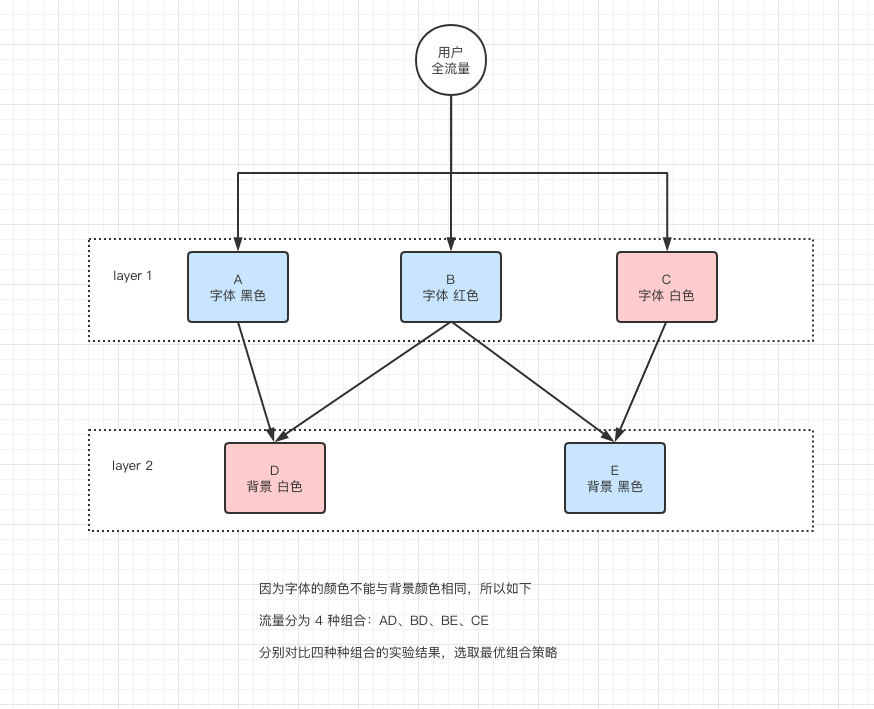 用户
全流量
layer 1
A
字体 黑色
B
字体 红色
C
字体 白色
layer 2
D
背景 白色
E
背景 黑色
因为字体的颜色不能与背景颜色相同，所以如下
流量分为 4 种组合：AD、BD、BE、CE
分别对比四种种组合的实验结果，选取最优组合策略